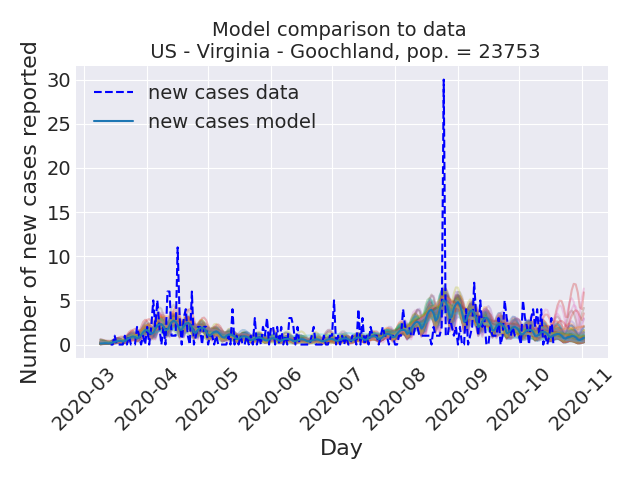 Model comparison to data
US - Virginia - Goochland, pop. = 23753
Number of new cases reported
30
25
20
15
10
5
0
new cases data
new cases model
2020-03
2020-04
2020-05
2020-06
2020-07
2020-08
2020-09
2020-10
2020-11
Day